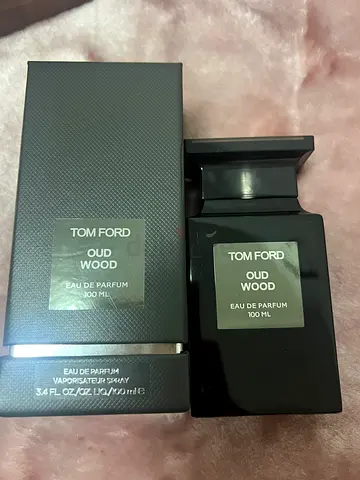 TOM FORD
OUD
WOOD
EAU DE PARFUM
100 ML
EAU DE PARFUM
VAPORISATEUR SPRAY
3.4 FL.OZ/OZ.LIQ/100 ml ℮
TOM FORD
OUD
WOOD
EAU DE PARFUM
100 ML